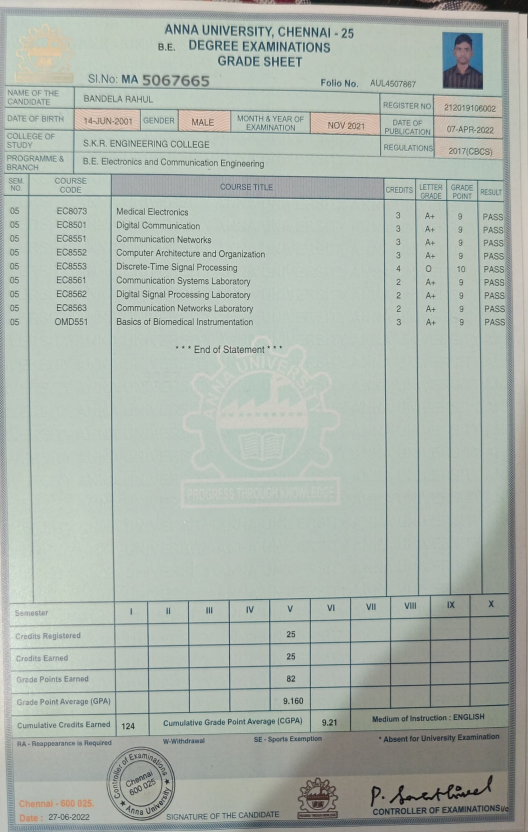 ANNA UNIVERSITY, CHENNAI - 25
B.E. DEGREE EXAMINATIONS
GRADE SHEET
Sl.No: MA 5067665
Folio No. AUL4507867
NAME OF THE CANDIDATE BANDELA RAHUL REGISTER NO 212019106002
DATE OF BIRTH 14-JUN-2001 GENDER MALE MONTH & YEAR OF EXAMINATION NOV 2021 DATE OF PUBLICATION 07-APR-2022
COLLEGE OF STUDY S.K.R. ENGINEERING COLLEGE REGULATIONS 2017(CBCS)
PROGRAMME & BRANCH B.E. Electronics and Communication Engineering
SEM. NO. COURSE CODE COURSE TITLE CREDITS LETTER GRADE GRADE POINT RESULT
05 EC8073 Medical Electronics 3 A+ 9 PASS
05 EC8501 Digital Communication 3 A+ 9 PASS
05 EC8551 Communication Networks 3 A+ 9 PASS
05 EC8552 Computer Architecture and Organization 3 A+ 9 PASS
05 EC8553 Discrete-Time Signal Processing 4 O 10 PASS
05 EC8561 Communication Systems Laboratory 2 A+ 9 PASS
05 EC8562 Digital Signal Processing Laboratory 2 A+ 9 PASS
05 EC8563 Communication Networks Laboratory 2 A+ 9 PASS
05 OMD551 Basics of Biomedical Instrumentation 3 A+ 9 PASS
* * * End of Statement * * *
ANNA UNIVERSITY
PROGRESS THROUGH KNOWLEDGE
Semester I II III IV V VI VII VIII IX X
Credits Registered 25
Credits Earned 25
Grade Points Earned 82
Grade Point Average (GPA) 9.160
Cumulative Credits Earned 124 Cumulative Grade Point Average (CGPA) 9.21 Medium of Instruction : ENGLISH
RA - Reappearance is Required W-Withdrawal SE - Sports Exemption * Absent for University Examination
Controller of Examinations
Chennai
600 025
Anna University
Chennai - 600 025.
Date : 27-06-2022
SIGNATURE OF THE CANDIDATE
CONTROLLER OF EXAMINATIONS